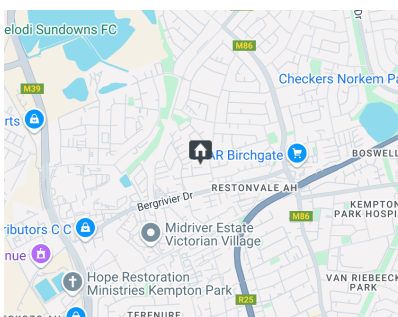 elodi Sundowns FC
M86
Checkers Norkem Pa
M39
rts
AR Birchgate
BOSWELL
RESTONVALE AH
Bergrivier Dr
KEMPTON
PARK HOSPI
M86
ributors C C
Midriver Estate
Victorian Village
nue
Hope Restoration
Ministries Kempton Park
VAN RIEBEECK
PARK
R25
TERENURE